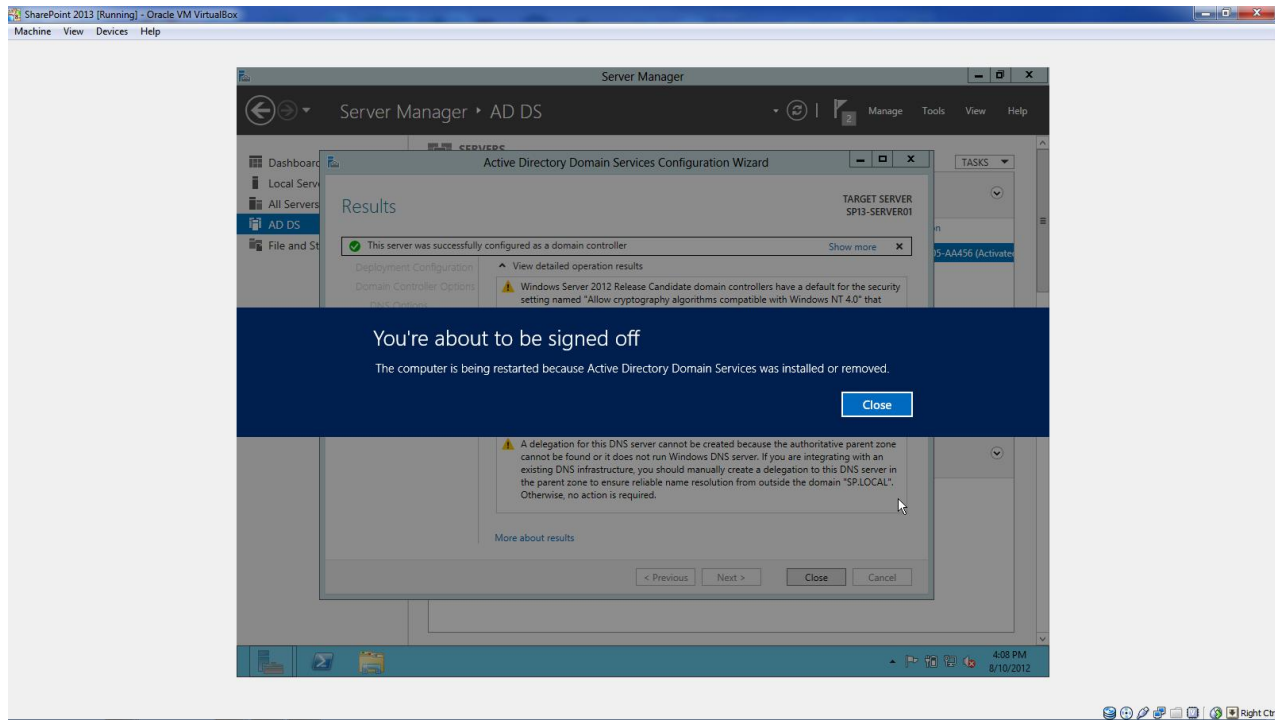 SharePoint 2013 [Running] - Oracle VM VirtualBox
Machine View Devices Help
Server Manager
Server Manager AD DS
2
Manage Tools View Help
SERVERS
TASKS
Dashboard
Local Serv
All Servers
AD DS
File and St
Active Directory Domain Services Configuration Wizard
Results
TARGET SERVER
SP13-SERVER01
This server was successfully configured as a domain controller
Show more
Deployment Configuration
Domain Controller Options
DNS Options
View detailed operation results
Windows Server 2012 Release Candidate domain controllers have a default for the security
setting named "Allow cryptography algorithms compatible with Windows NT 4.0" that
n
05-AA456 (Activated
You're about to be signed off
The computer is being restarted because Active Directory Domain Services was installed or removed.
Close
A delegation for this DNS server cannot be created because the authoritative parent zone
cannot be found or it does not run Windows DNS server. If you are integrating with an
existing DNS infrastructure, you should manually create a delegation to this DNS server in
the parent zone to ensure reliable name resolution from outside the domain "SP.LOCAL".
Otherwise, no action is required.
More about results
< Previous Next > Close Cancel
4:08 PM
8/10/2012
Right Ctr